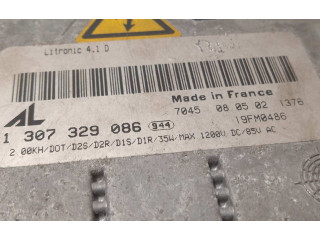 Litronic 4.1 D
Made in France
7045 08 05 02 1376
AL
19FM0486
1 307 329 086 944
2 00KH/DOT/D2S/D2R/D1S/D1R/35W/MAX 1200V DC/85V AC